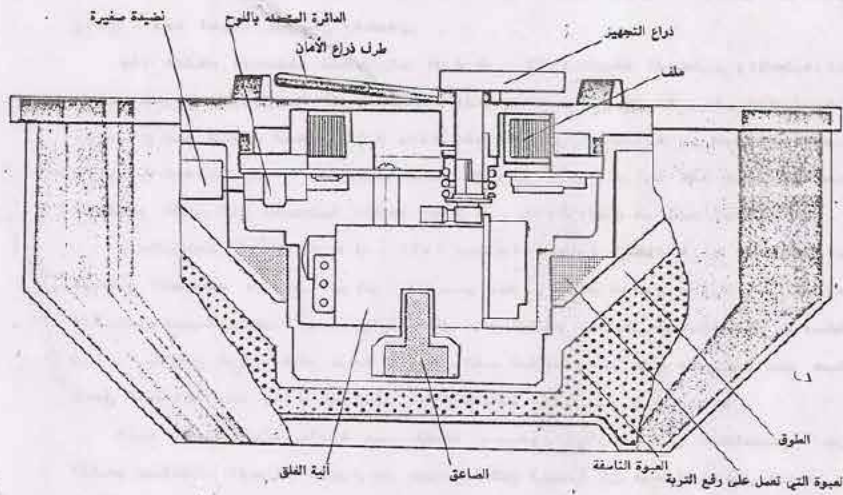 ذراع التجهيز
الدائرة المتصلة باللوح
نضيدة صغيرة
طرف ذراع الأمان
ملف
الطوق
العبوة التي تعمل على رفع التربة
العبوة الناسفة
الصاعق
آلية الغلق